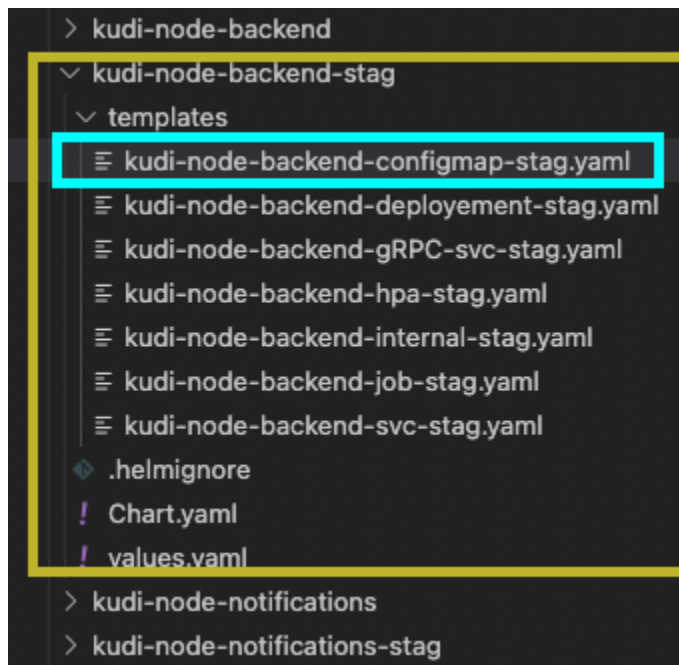 kudi-node-backend
kudi-node-backend-stag
templates
kudi-node-backend-configmap-stag.yaml
kudi-node-backend-deployement-stag.yaml
kudi-node-backend-gRPC-svc-stag.yaml
kudi-node-backend-hpa-stag.yaml
kudi-node-backend-internal-stag.yaml
kudi-node-backend-job-stag.yaml
kudi-node-backend-svc-stag.yaml
.helmignore
! Chart.yaml
! values.yaml
kudi-node-notifications
kudi-node-notifications-stag